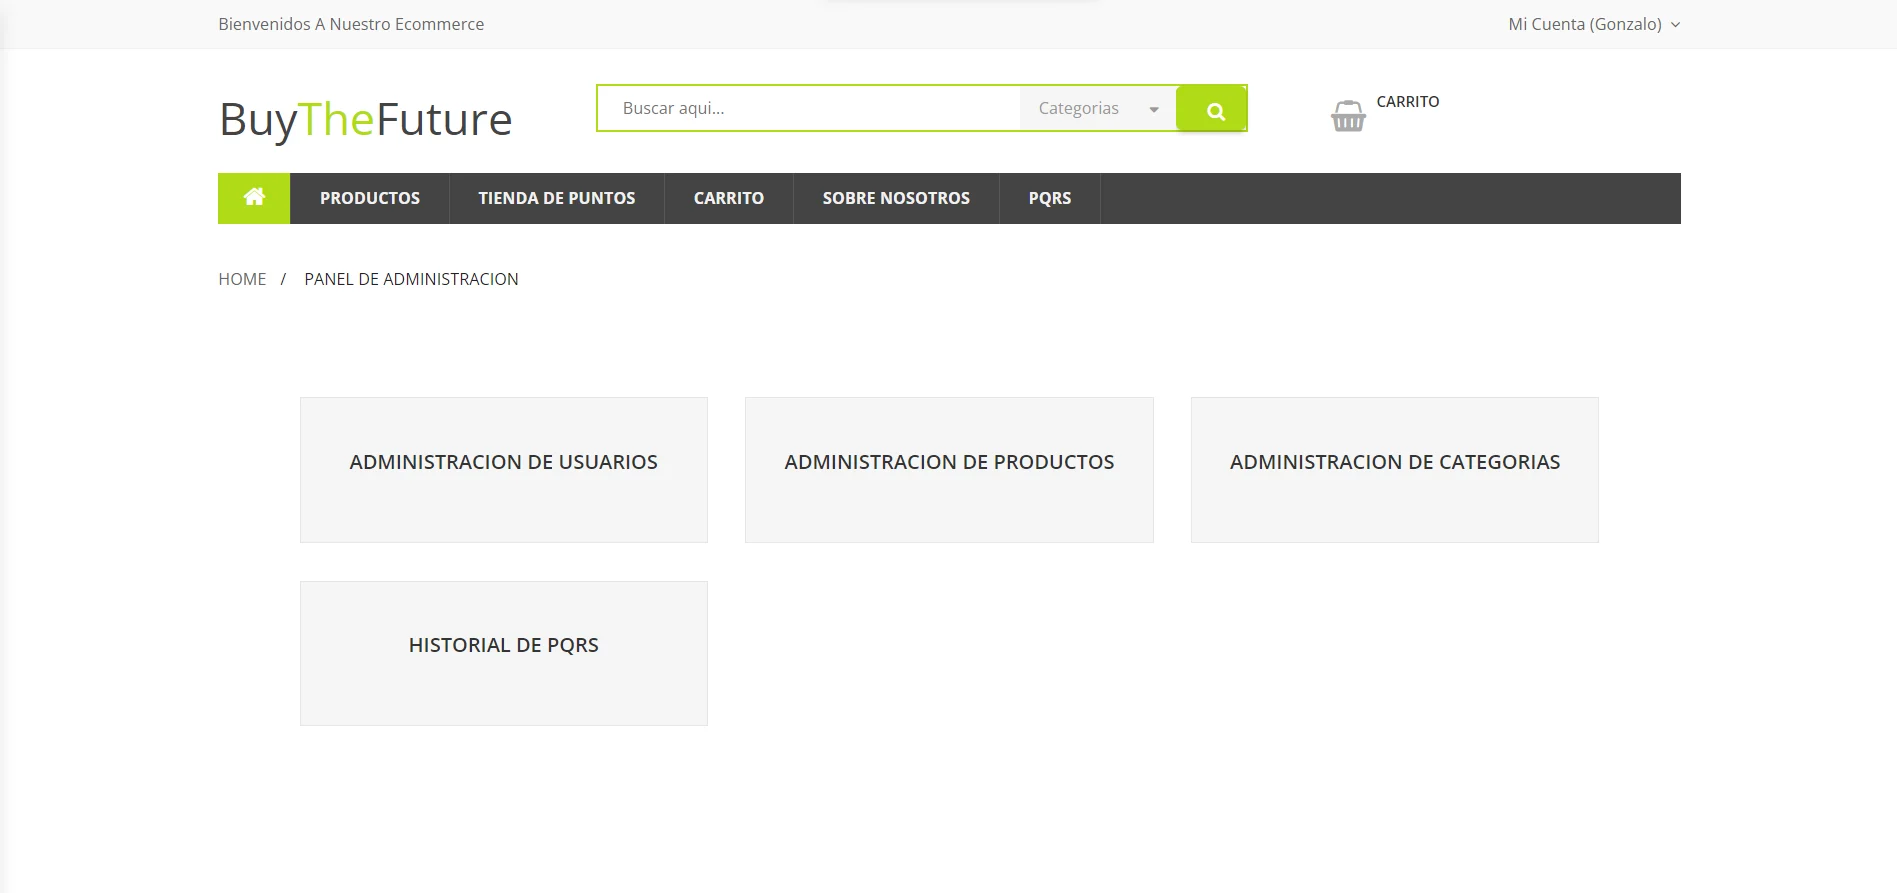 Bienvenidos A Nuestro Ecommerce
Mi Cuenta (Gonzalo)
BuyTheFuture
Buscar aqui...
Categorias
CARRITO
PRODUCTOS
TIENDA DE PUNTOS
CARRITO
SOBRE NOSOTROS
PQRS
HOME / PANEL DE ADMINISTRACION
ADMINISTRACION DE USUARIOS
ADMINISTRACION DE PRODUCTOS
ADMINISTRACION DE CATEGORIAS
HISTORIAL DE PQRS